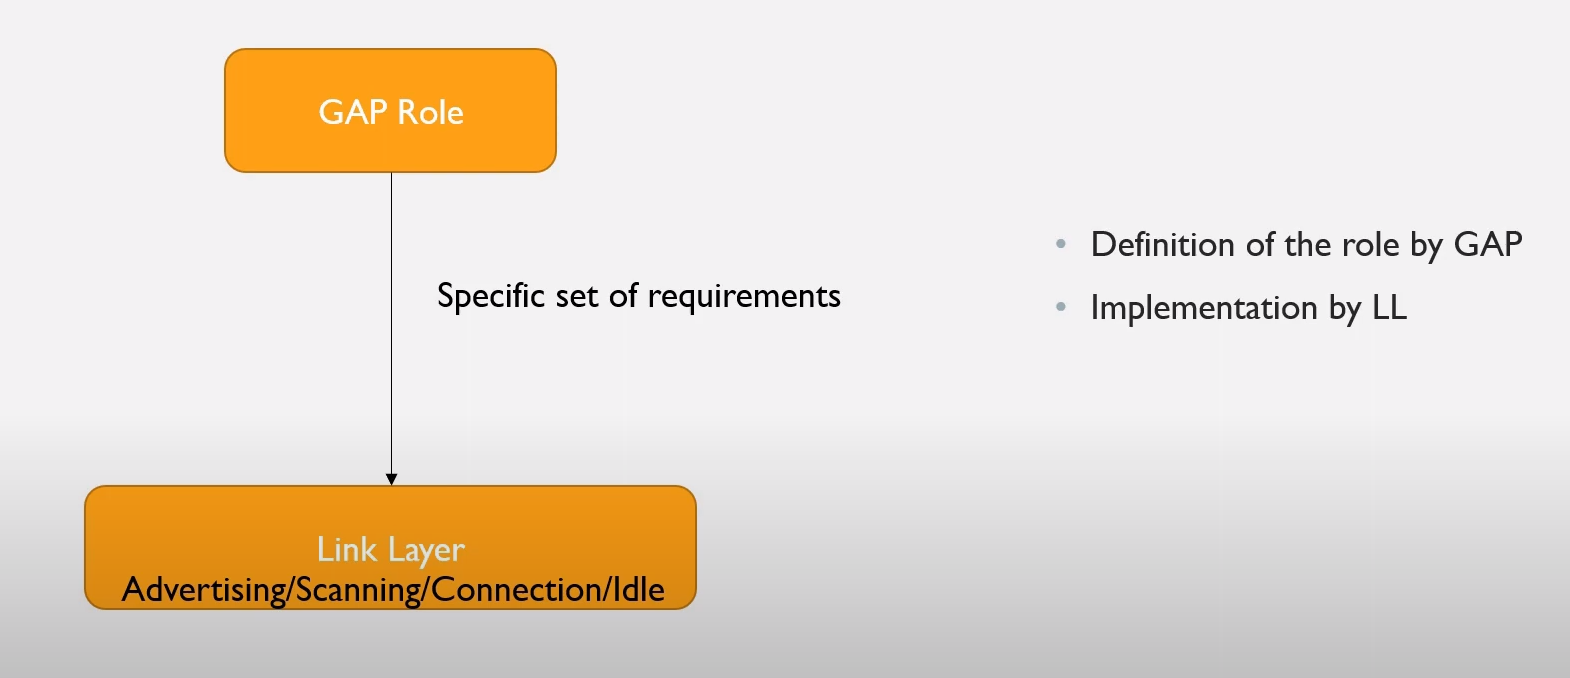 GAP Role
Specific set of requirements
Definition of the role by GAP
Implementation by LL
Link Layer
Advertising/Scanning/Connection/Idle